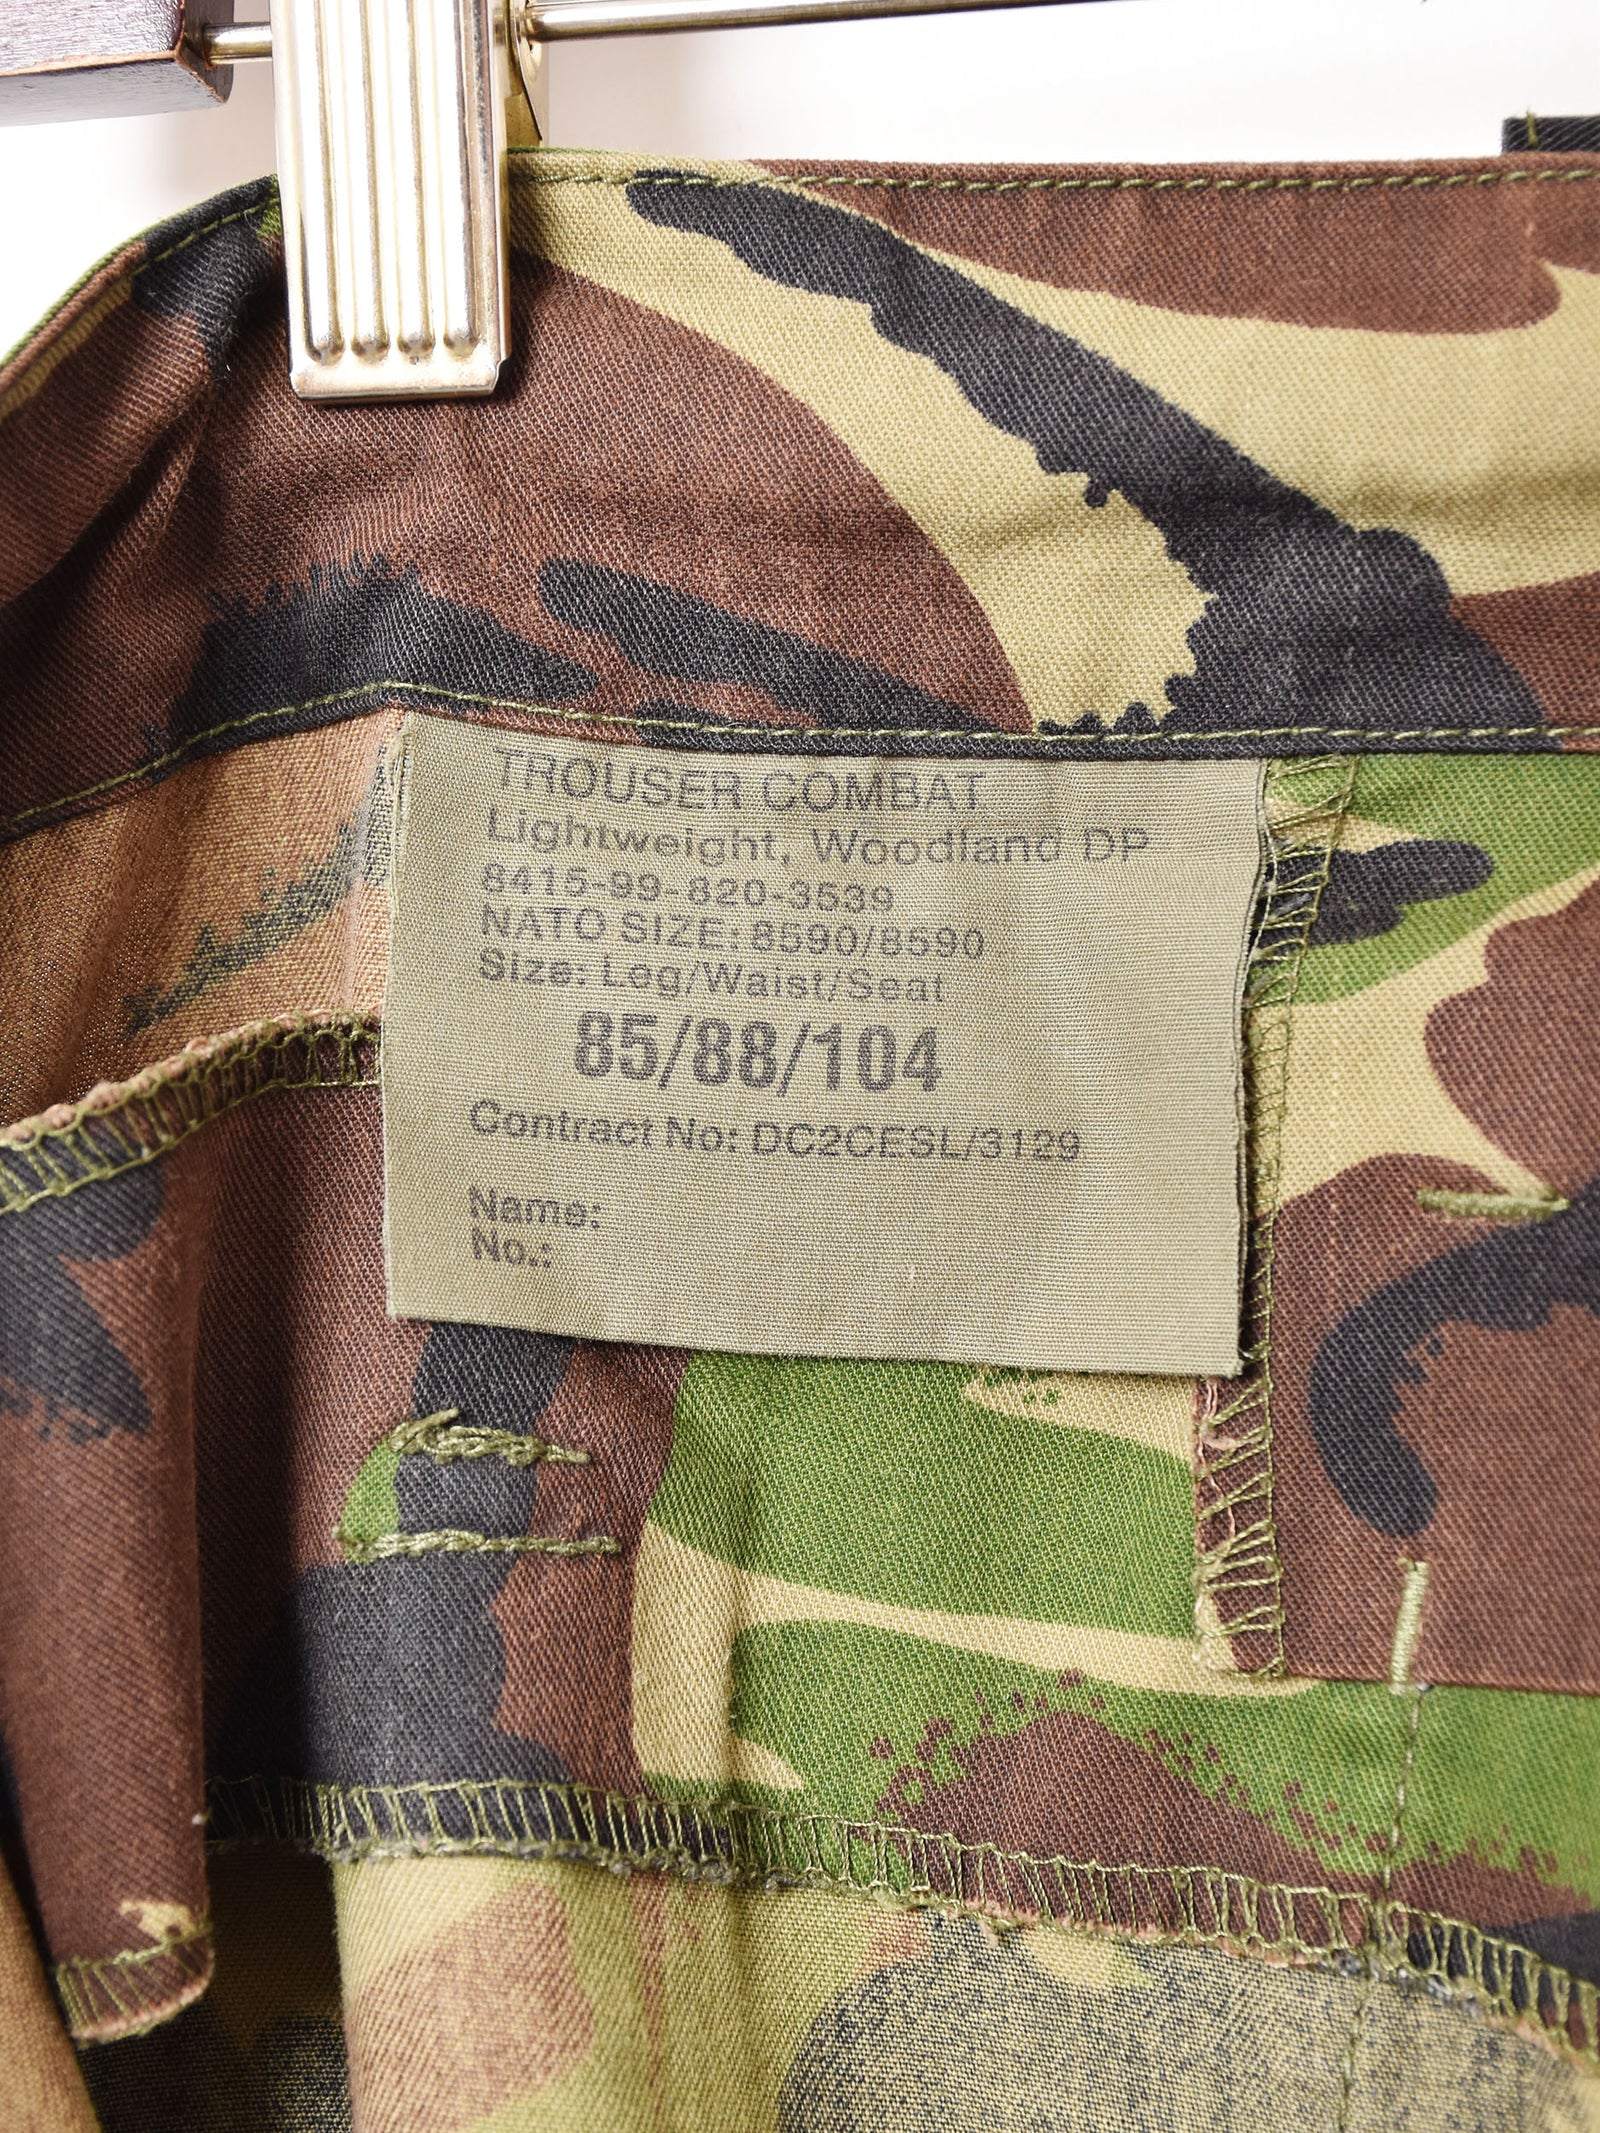 TROUSER COMBAT
Lightweight, Woodland DP
8415-99-820-3539
NATO SIZE: 8590/8590
Size: Leg/Waist/Seat
85/88/104
Contract No: DC2CESL/3129
Name:
No.: